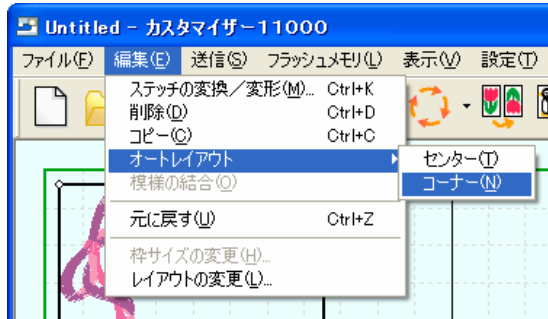 Untitled - カスタマイザー11000
ファイル(F) 編集(E) 送信(S) フラッシュメモリ(L) 表示(V) 設定(T)
ステッチの変換／変形(M)... Ctrl+K
削除(D) Ctrl+D
コピー(C) Ctrl+C
オートレイアウト
センター(T)
模様の結合(O)
コーナー(N)
元に戻す(U) Ctrl+Z
枠サイズの変更(H)...
レイアウトの変更(L)...